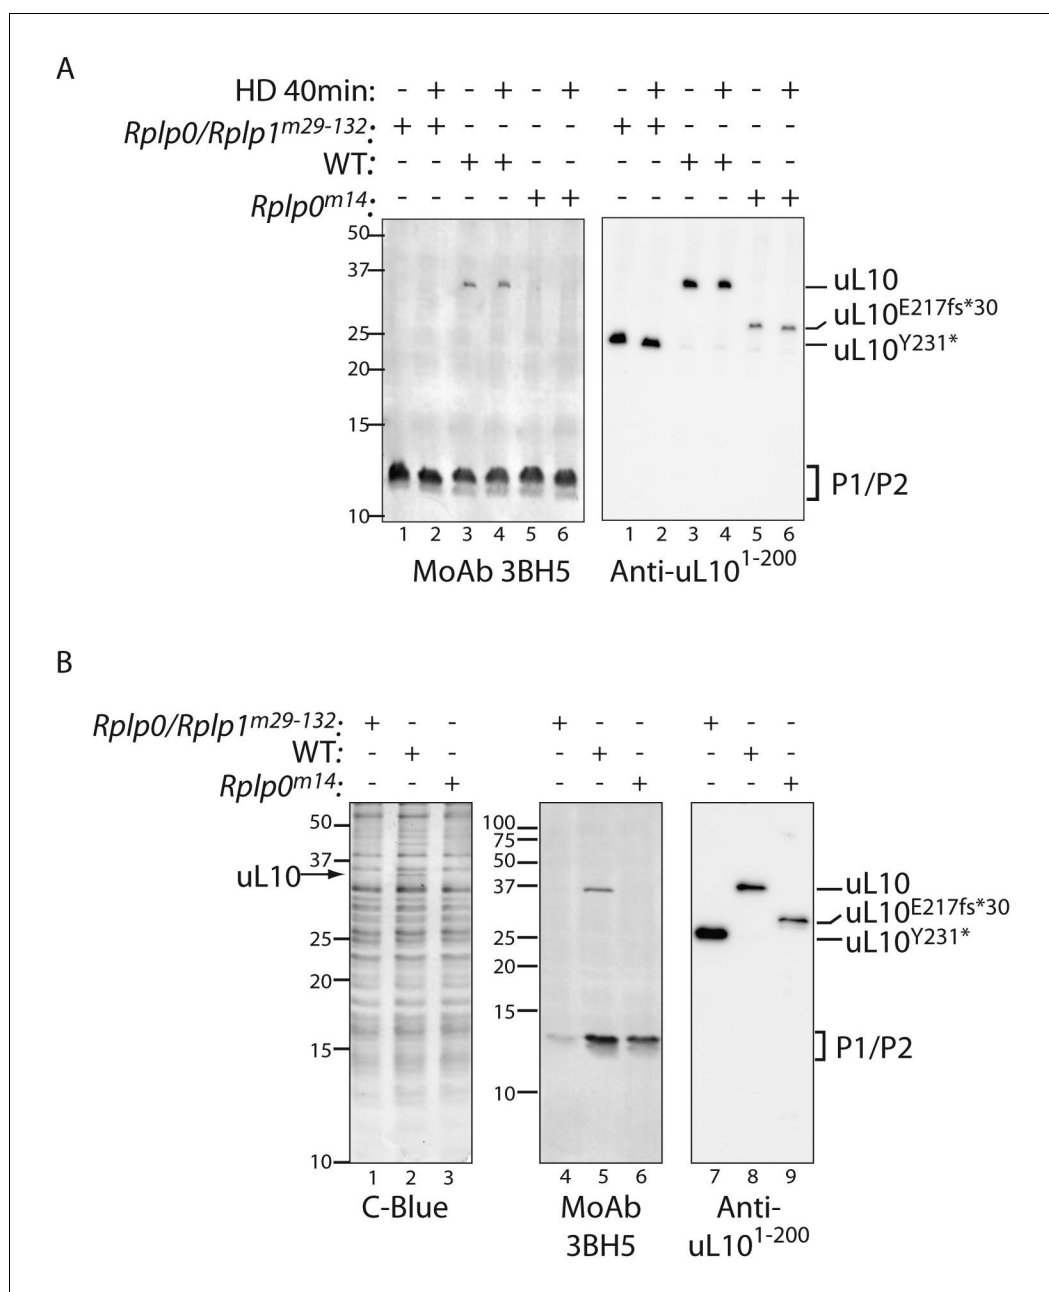 A
HD 40min: - + - + - + - + - + - +
Rplp0/Rplp1m29-132: + + - - - - + + - - - -
WT: - - + + - - - - + + - -
Rplp0m14: - - - - + + - - - - + +
50
37
25
20
15
10
uL10
uL10E217fs*30
uL10Y231*
P1/P2
1 2 3 4 5 6 1 2 3 4 5 6
MoAb 3BH5 Anti-uL101-200
B
Rplp0/Rplp1m29-132: + - - + - - + - -
WT: - + - - + - - + -
Rplp0m14: - - + - - + - - +
50
37
uL10
25
20
15
10
100
75
50
37
25
20
15
10
uL10
uL10E217fs*30
uL10Y231*
P1/P2
1 2 3 4 5 6 7 8 9
C-Blue MoAb Anti-
3BH5 uL101-200